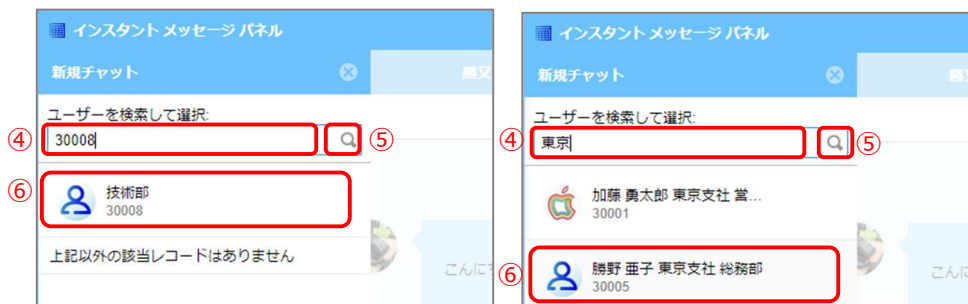 インスタント メッセージ パネル
新規チャット
勝又
ユーザーを検索して選択:
④
30008
⑤
⑥
技術部
30008
上記以外の該当レコードはありません
こんに
インスタント メッセージ パネル
新規チャット
ユーザーを検索して選択:
④
東京
⑤
加藤 勇太郎 東京支社 営...
30001
⑥
勝野 亜子 東京支社 総務部
30005
こんに